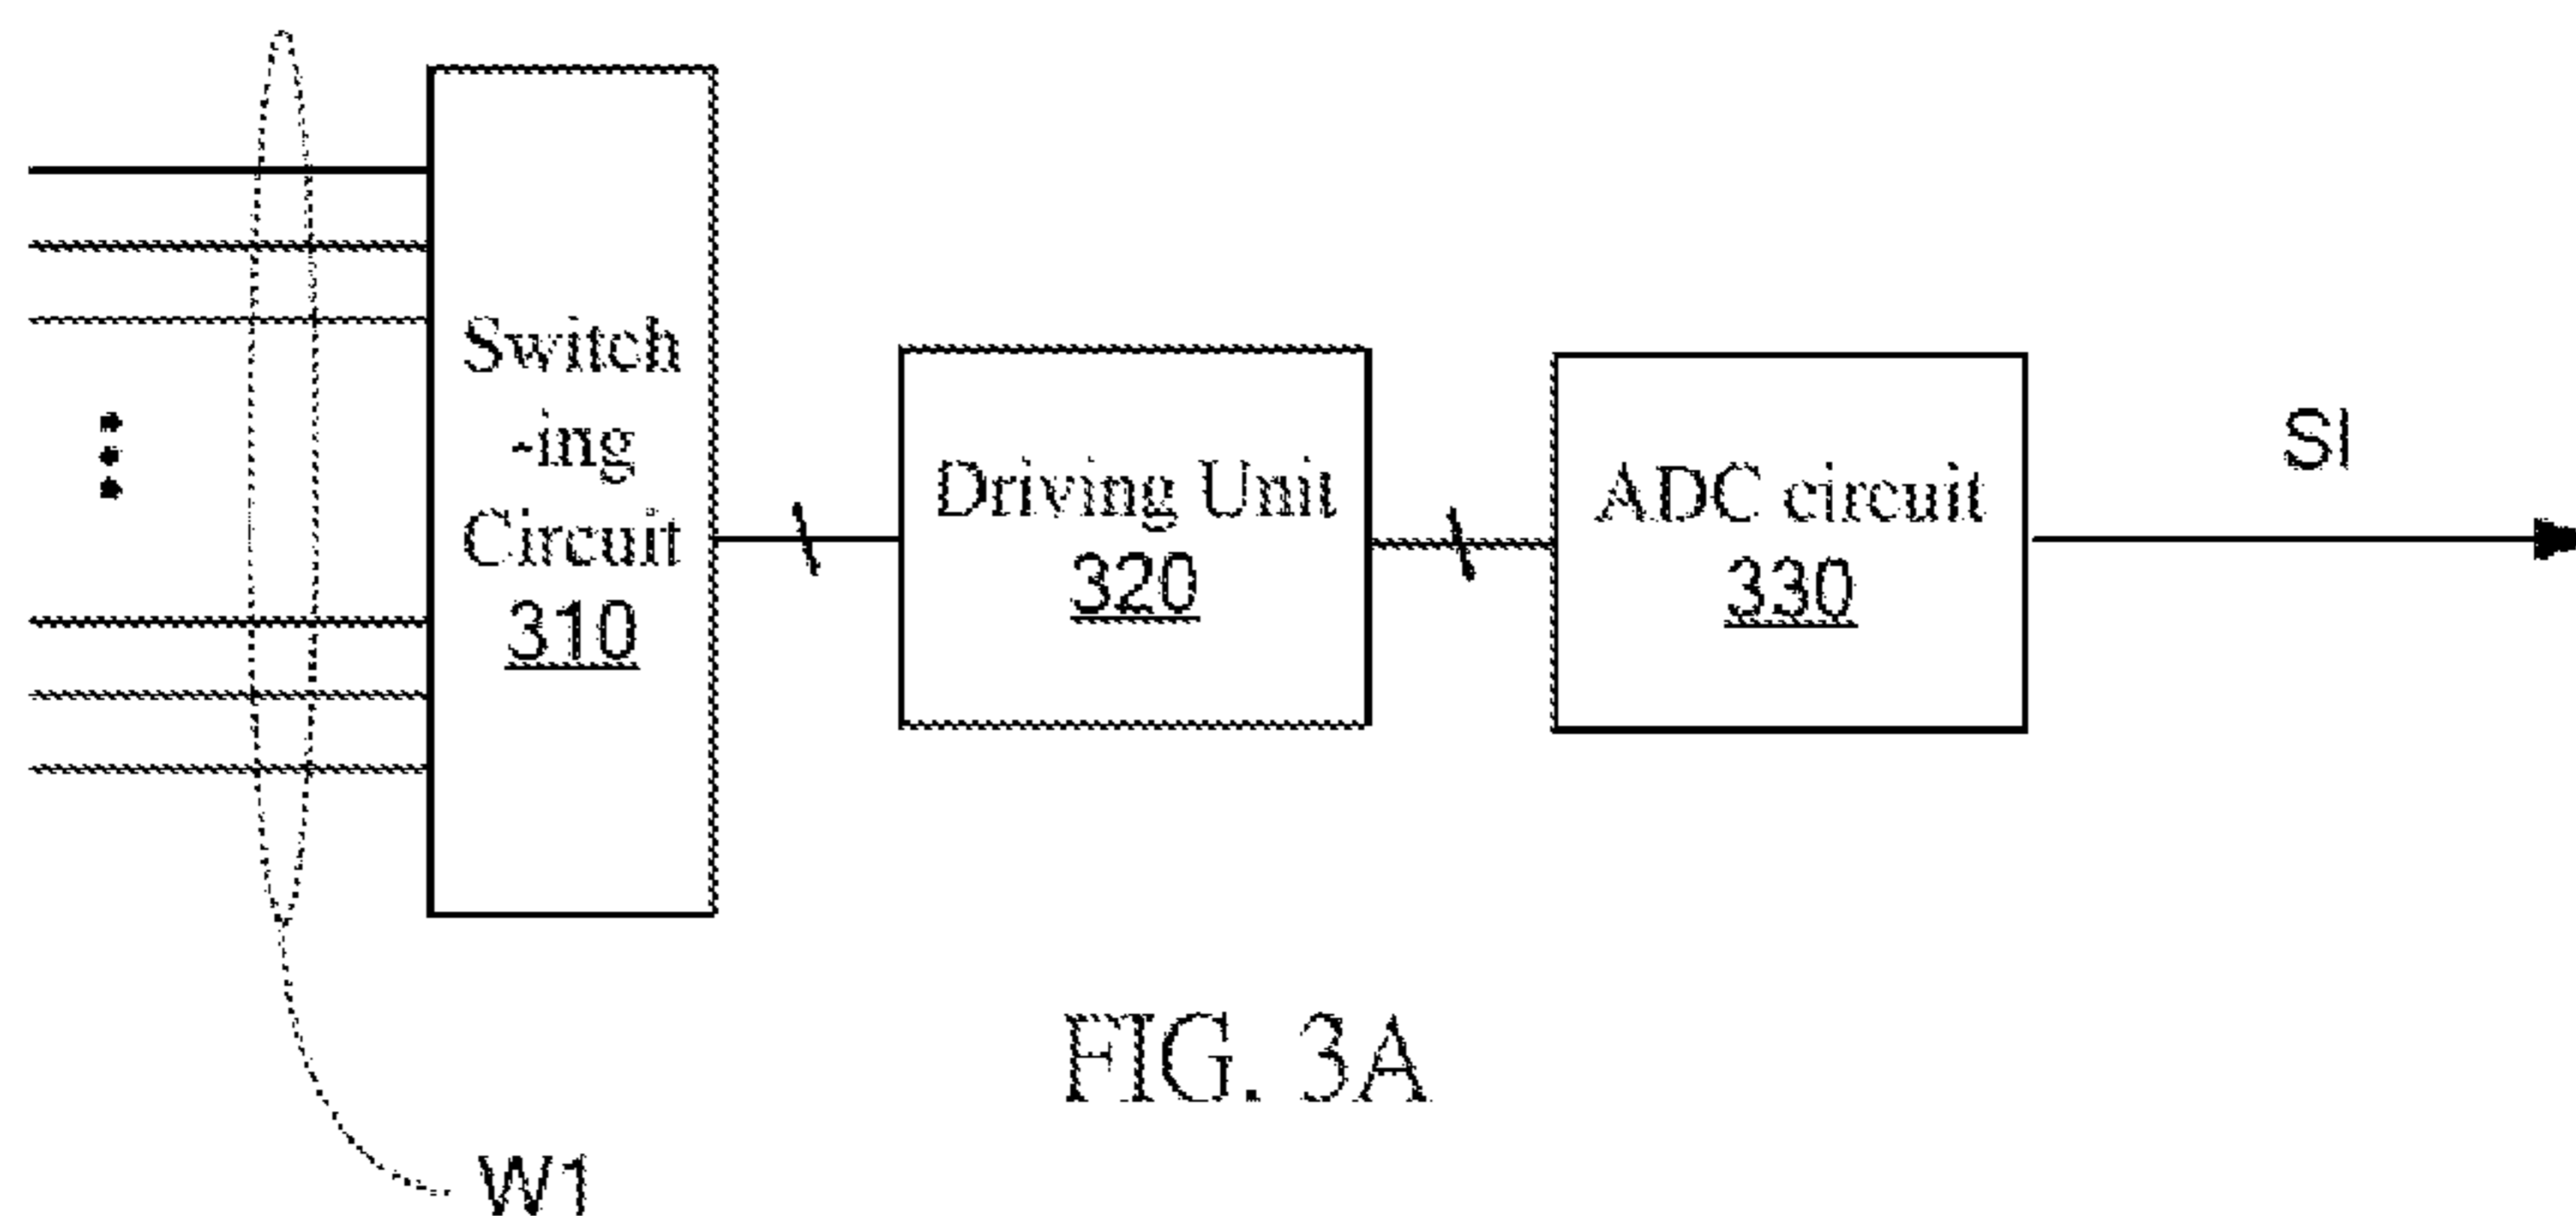 Switch
-ing
Circuit
310
Driving Unit
320
ADC circuit
330
SI
FIG. 3A
W1